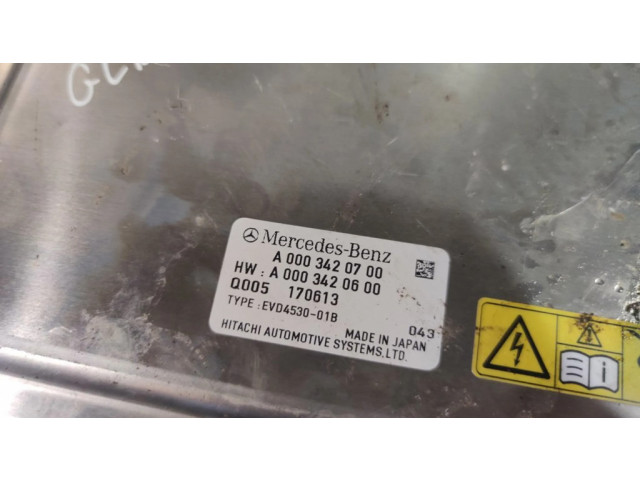 Mercedes-Benz
A 000 342 07 00
HW : A 000 342 06 00
Q005 170613
TYPE : EVD4530-01B 043
MADE IN JAPAN
HITACHI AUTOMOTIVE SYSTEMS,LTD.